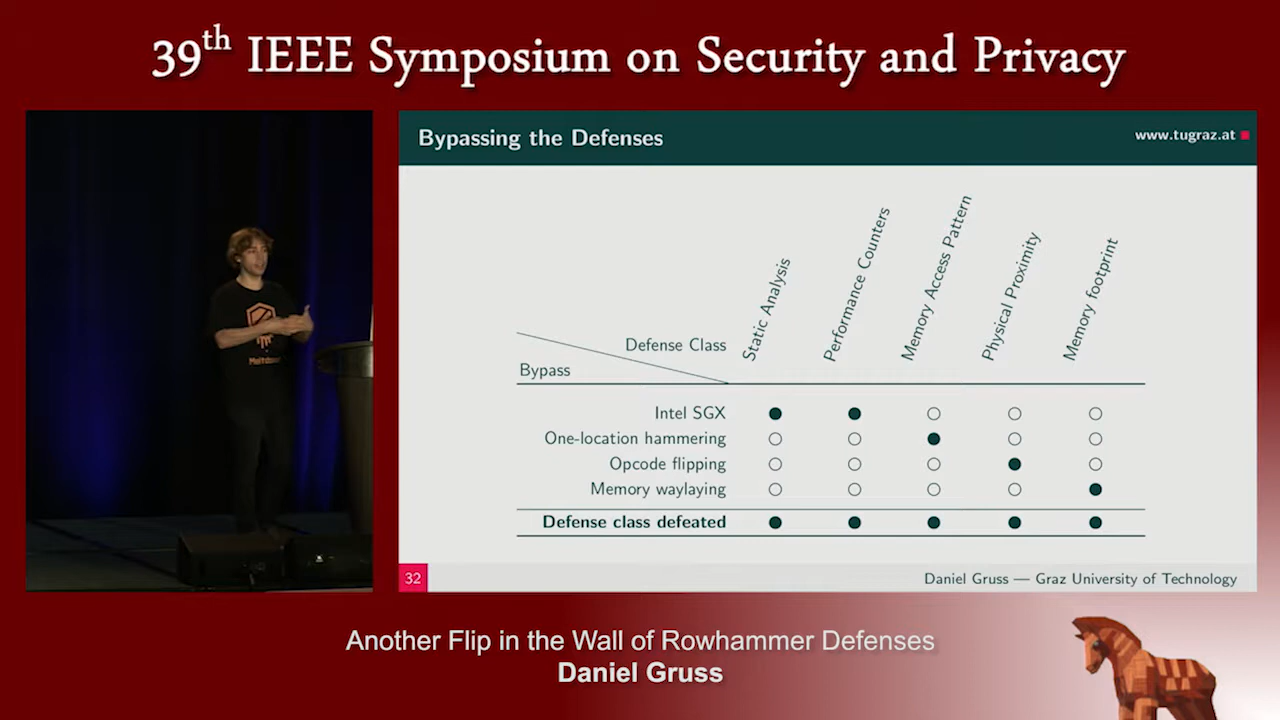 39th IEEE Symposium on Security and Privacy
Bypassing the Defenses
www.tugraz.at
Static Analysis
Performance Counters
Memory Access Pattern
Physical Proximity
Memory footprint
Defense Class
Bypass
Intel SGX
One-location hammering
Opcode flipping
Memory waylaying
Defense class defeated
32
Daniel Gruss — Graz University of Technology
Another Flip in the Wall of Rowhammer Defenses
Daniel Gruss